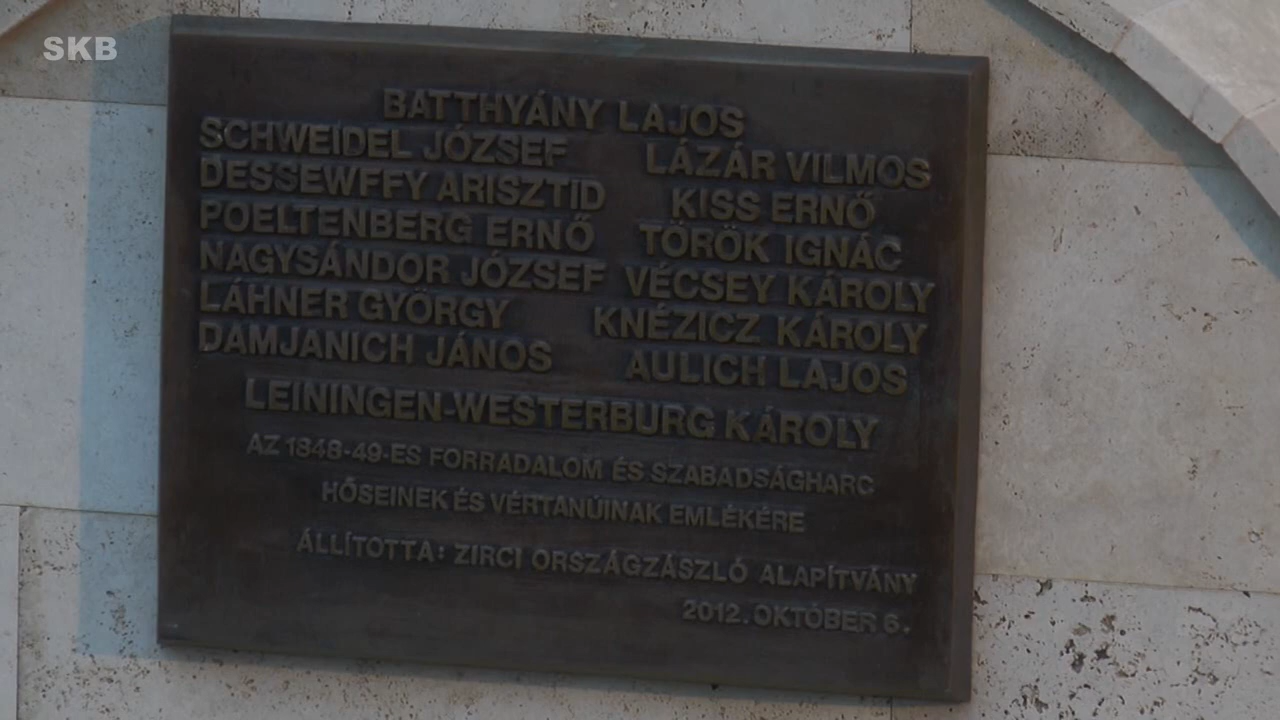 SKB
BATTHYÁNY LAJOS
SCHWEIDEL JÓZSEF LÁZÁR VILMOS
DESSEWFFY ARISZTID KISS ERNŐ
POELTENBERG ERNŐ TÖRÖK IGNÁC
NAGYSÁNDOR JÓZSEF VÉCSEY KÁROLY
LÁHNER GYÖRGY KNÉZICZ KÁROLY
DAMJANICH JÁNOS AULICH LAJOS
LEININGEN-WESTERBURG KÁROLY
AZ 1848-49-ES FORRADALOM ÉS SZABADSÁGHARC
HŐSEINEK ÉS VÉRTANÚINAK EMLÉKÉRE
ÁLLÍTOTTA: ZIRCI ORSZÁGZÁSZLÓ ALAPÍTVÁNY
2012. OKTÓBER 6.